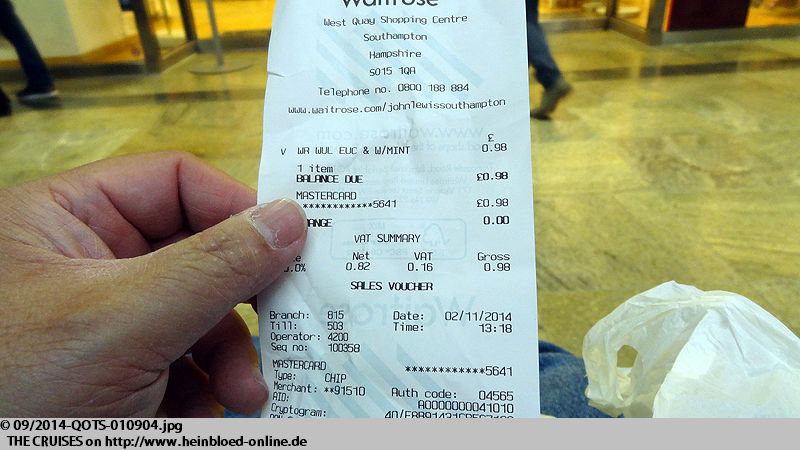 Waitrose
West Quay Shopping Centre
Southampton
Hampshire
SO15 1QA
Telephone no. 0800 188 884
www.waitrose.com/johnlewissouthampton
£
V WR WUL EUC & W/MINT 0.98
1 item
BALANCE DUE £0.98
MASTERCARD
************5641 £0.98
ANGE 0.00
VAT SUMMARY
Net VAT Gross
.0% 0.82 0.16 0.98
SALES VOUCHER
Branch: 815 Date: 02/11/2014
Till: 503 Time: 13:18
Operator: 4200
Seq no: 100358
MASTERCARD ************5641
Type: CHIP
Merchant: **91510 Auth code: 04565
AID: A0000000041010
Cryptogram:
© 09/2014-QOTS-010904.jpg
THE CRUISES on http://www.heinbloed-online.de